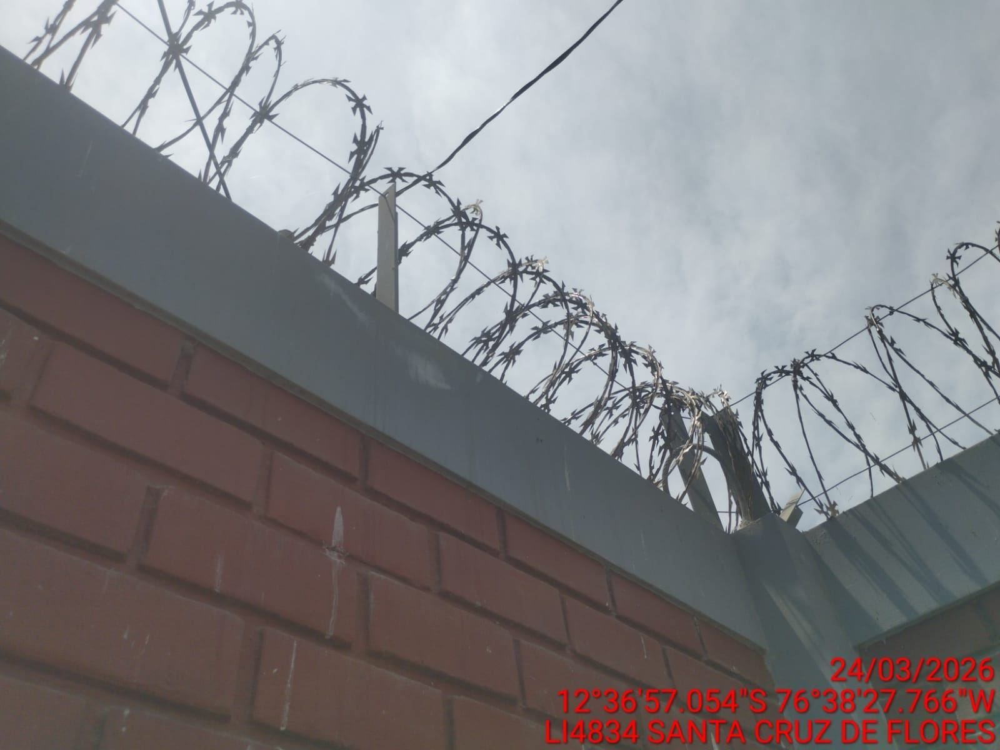 24/03/2026
12°36'57.054"S 76°38'27.766"W
LI4834 SANTA CRUZ DE FLORES